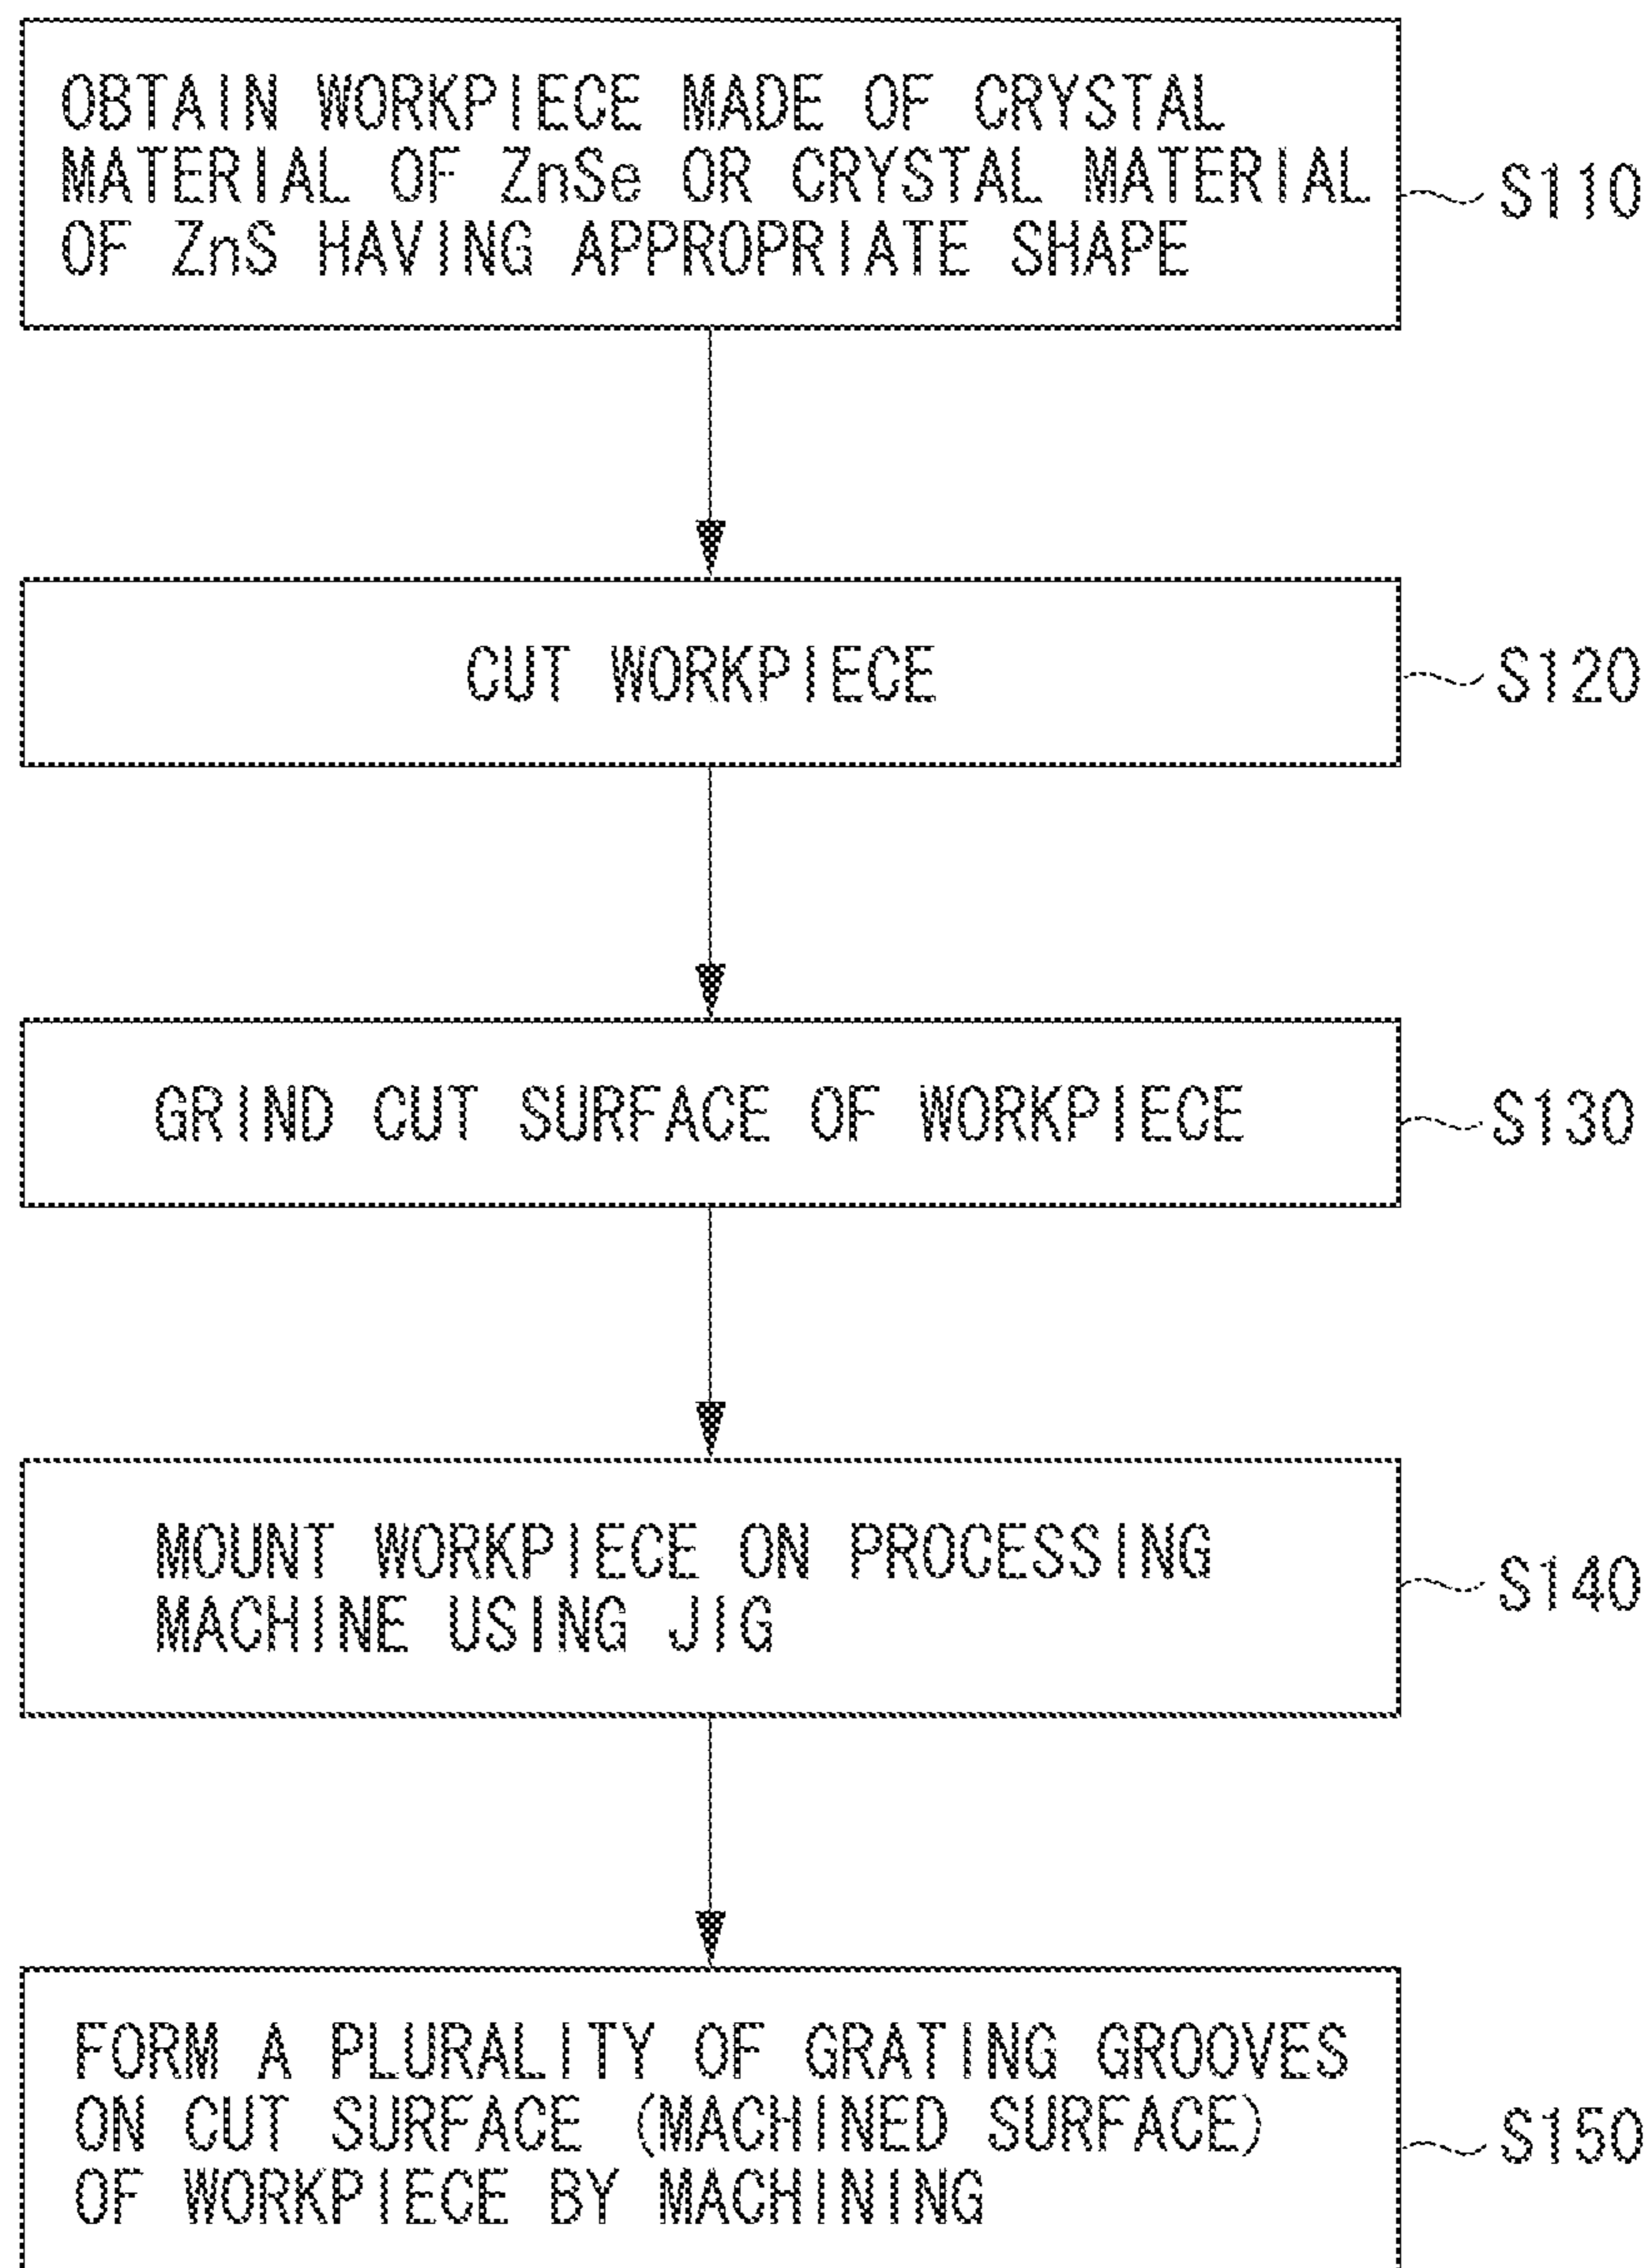 OBTAIN WORKPIECE MADE OF CRYSTAL
MATERIAL OF ZnSe OR CRYSTAL MATERIAL
OF ZnS HAVING APPROPRIATE SHAPE
S110
CUT WORKPIECE
S120
GRIND CUT SURFACE OF WORKPIECE
S130
MOUNT WORKPIECE ON PROCESSING
MACHINE USING JIG
S140
FORM A PLURALITY OF GRATING GROOVES
ON CUT SURFACE (MACHINED SURFACE)
OF WORKPIECE BY MACHINING
S150